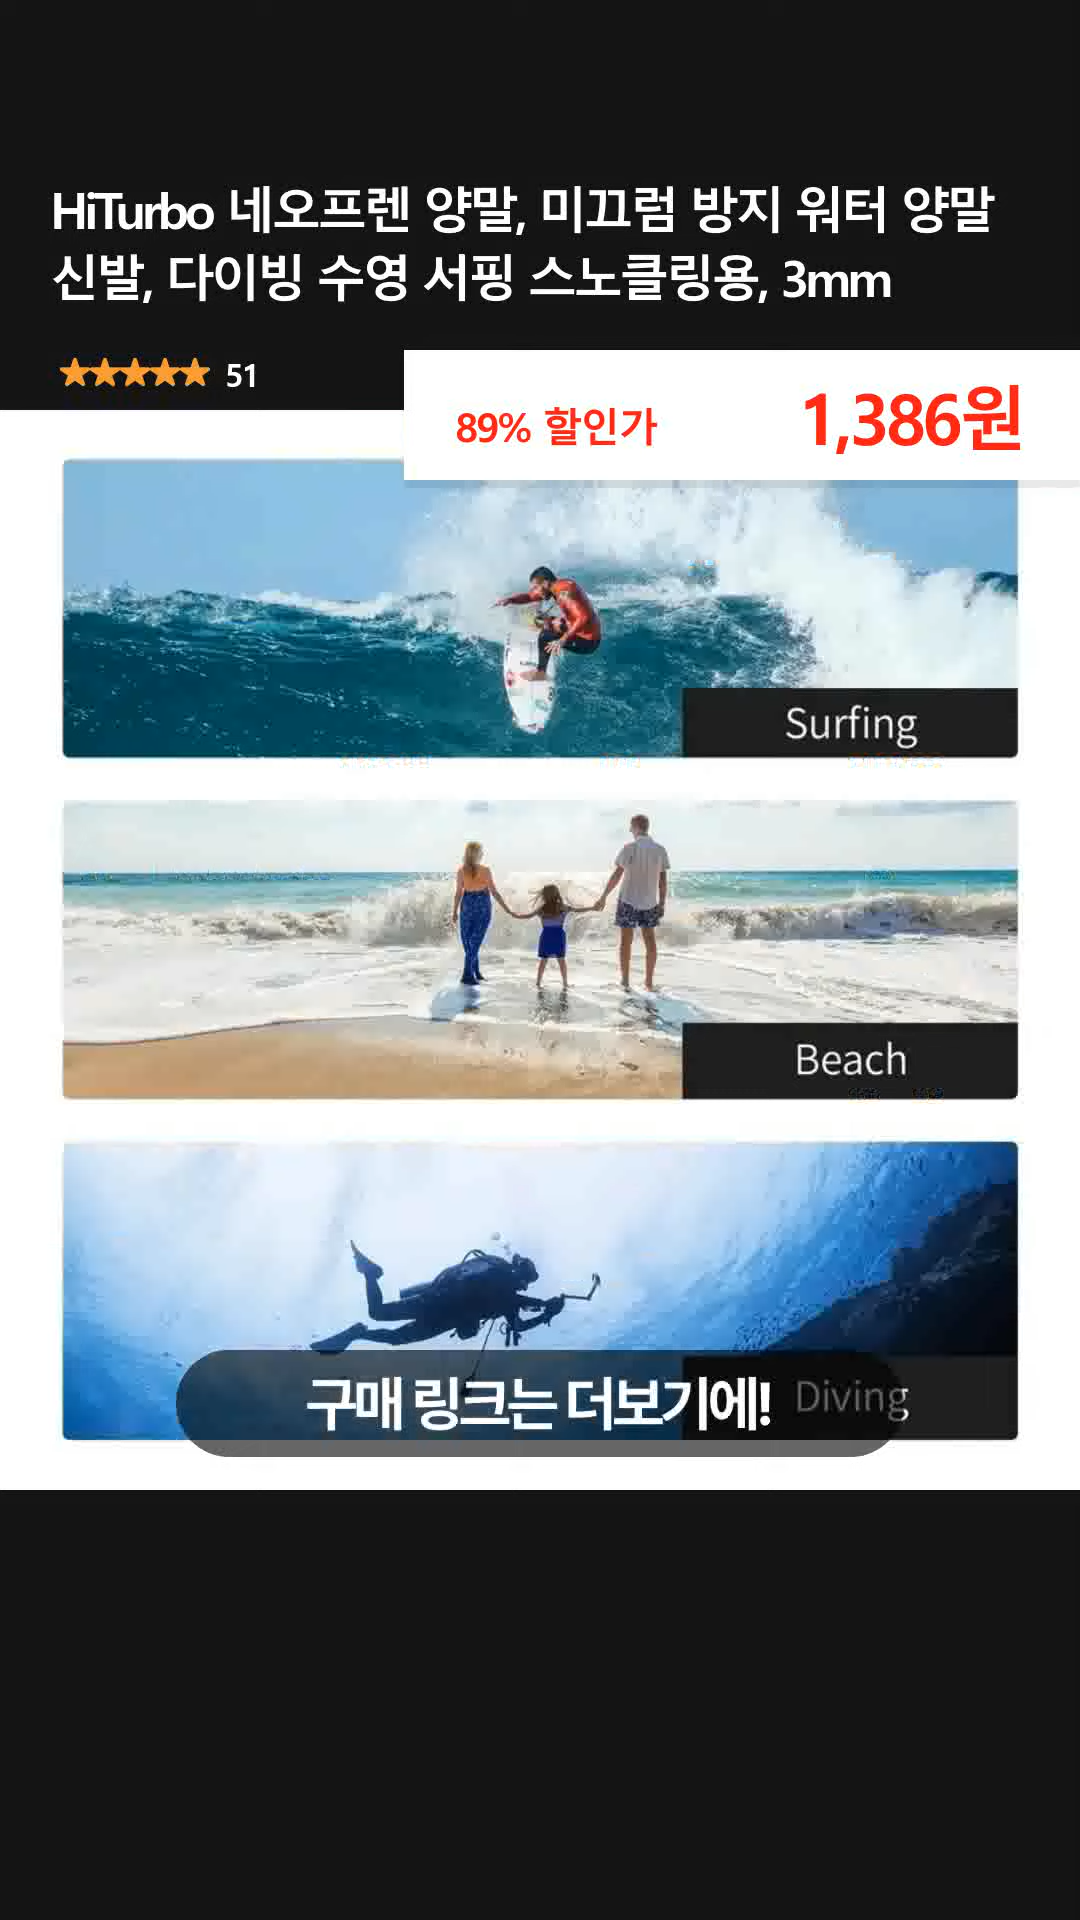 HiTurbo 네오프렌 양말, 미끄럼 방지 워터 양말
신발, 다이빙 수영 서핑 스노클링용, 3mm
51
89% 할인가 1,386원
Surfing
Beach
Diving
구매 링크는 더보기에!